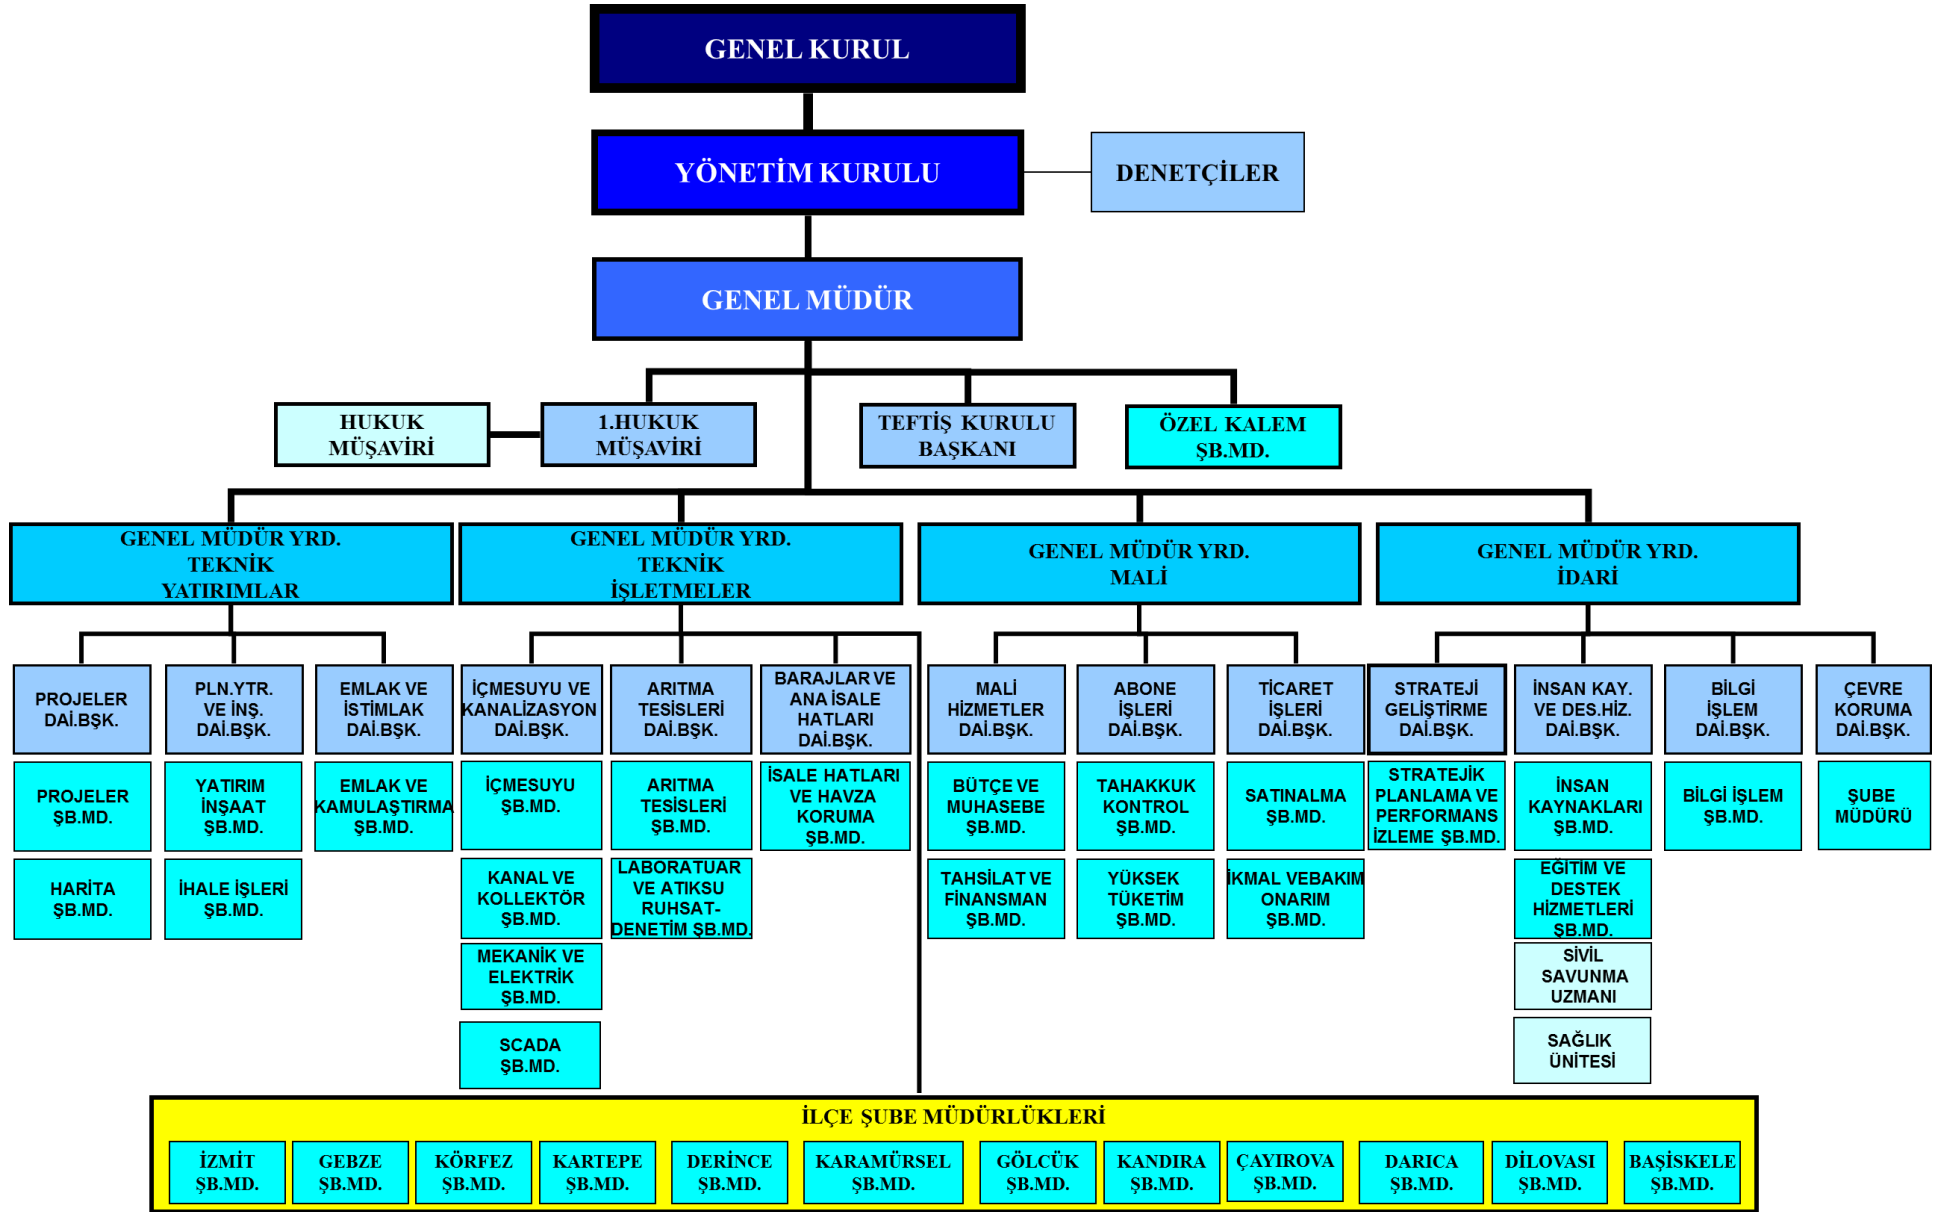 GENEL KURUL
YÖNETİM KURULU
DENETÇİLER
GENEL MÜDÜR
HUKUK
MÜŞAVİRİ
1.HUKUK
MÜŞAVİRİ
TEFTİŞ KURULU
BAŞKANI
ÖZEL KALEM
ŞB.MD.
GENEL MÜDÜR YRD.
TEKNİK
YATIRIMLAR
GENEL MÜDÜR YRD.
TEKNİK
İŞLETMELER
GENEL MÜDÜR YRD.
MALİ
GENEL MÜDÜR YRD.
İDARİ
PROJELER
DAİ.BŞK.
PLN.YTR.
VE İNŞ.
DAİ.BŞK.
EMLAK VE
İSTİMLAK
DAİ.BŞK.
İÇMESUYU VE
KANALİZASYON
DAİ.BŞK.
ARITMA
TESİSLERİ
DAİ.BŞK.
BARAJLAR VE
ANA İSALE
HATLARI
DAİ.BŞK.
MALİ
HİZMETLER
DAİ.BŞK.
ABONE
İŞLERİ
DAİ.BŞK.
TİCARET
İŞLERİ
DAİ.BŞK.
STRATEJİ
GELİŞTİRME
DAİ.BŞK.
İNSAN KAY.
VE DES.HİZ.
DAİ.BŞK.
BİLGİ
İŞLEM
DAİ.BŞK.
ÇEVRE
KORUMA
DAİ.BŞK.
PROJELER
ŞB.MD.
YATIRIM
İNŞAAT
ŞB.MD.
EMLAK VE
KAMULAŞTIRMA
ŞB.MD.
İÇMESUYU
ŞB.MD.
ARITMA
TESİSLERİ
ŞB.MD.
İSALE HATLARI
VE HAVZA
KORUMA
ŞB.MD.
BÜTÇE VE
MUHASEBE
ŞB.MD.
TAHAKKUK
KONTROL
ŞB.MD.
SATINALMA
ŞB.MD.
STRATEJİK
PLANLAMA VE
PERFORMANS
İZLEME ŞB.MD.
İNSAN
KAYNAKLARI
ŞB.MD.
BİLGİ İŞLEM
ŞB.MD.
ŞUBE
MÜDÜRÜ
HARİTA
ŞB.MD.
İHALE İŞLERİ
ŞB.MD.
KANAL VE
KOLLEKTÖR
ŞB.MD.
LABORATUAR
VE ATIKSU
RUHSAT-
DENETİM ŞB.MD.
TAHSİLAT VE
FİNANSMAN
ŞB.MD.
YÜKSEK
TÜKETİM
ŞB.MD.
İKMAL VEBAKIM
ONARIM
ŞB.MD.
EĞİTİM VE
DESTEK
HİZMETLERİ
ŞB.MD.
MEKANİK VE
ELEKTRİK
ŞB.MD.
SİVİL
SAVUNMA
UZMANI
SCADA
ŞB.MD.
SAĞLIK
ÜNİTESİ
İLÇE ŞUBE MÜDÜRLÜKLERİ
İZMİT
ŞB.MD.
GEBZE
ŞB.MD.
KÖRFEZ
ŞB.MD.
KARTEPE
ŞB.MD.
DERİNCE
ŞB.MD.
KARAMÜRSEL
ŞB.MD.
GÖLCÜK
ŞB.MD.
KANDIRA
ŞB.MD.
ÇAYIROVA
ŞB.MD.
DARICA
ŞB.MD.
DİLOVASI
ŞB.MD.
BAŞİSKELE
ŞB.MD.